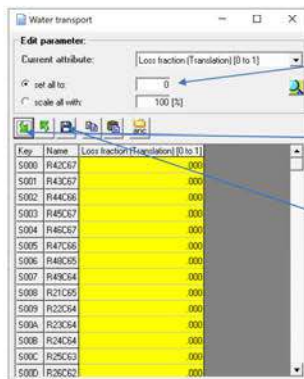 Water transport
Edit parameter:
Current attribute: Loss fraction (Translation) [0 to 1]
set all to: 0
scale all with: 100 [%]
Key Name Loss fraction (Translation) [0 to 1]
S000 R42C67 .000
S001 R43C67 .000
S002 R44C66 .000
S003 R45C67 .000
S004 R46C67 .000
S005 R47C66 .000
S006 R48C65 .000
S007 R49C64 .000
S008 R21C65 .000
S009 R22C64 .000
S00A R23C64 .000
S00B R24C64 .000
S00C R25C63 .000
S00D R26C62 .000